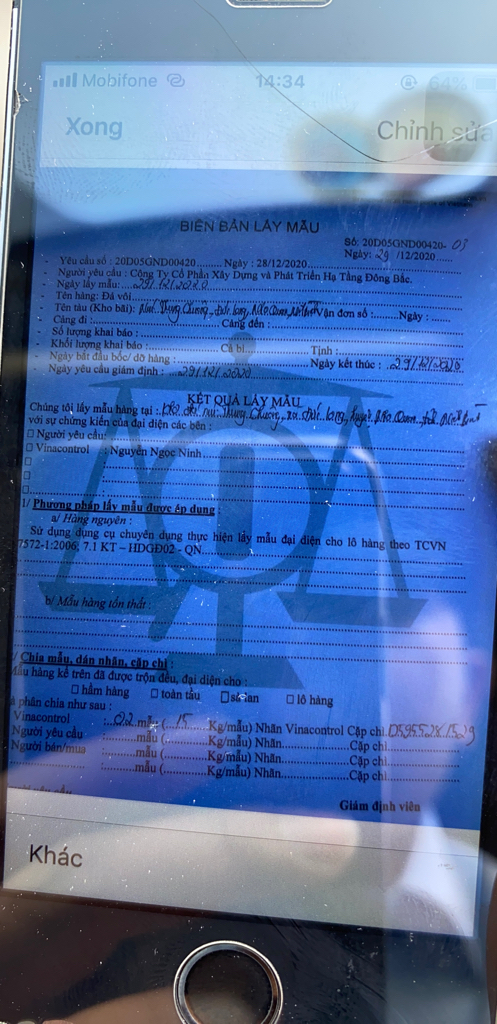 Mobifone 14:34 64%
Xong Chỉnh sửa
BIÊN BẢN LẤY MẪU
Số: 20D05GND00420- 03
Ngày: 29 /12/2020
Yêu cầu số : 20D05GND00420 Ngày : 28/12/2020
Người yêu cầu : Công Ty Cổ Phần Xây Dựng và Phát Triển Hạ Tầng Đông Bắc.
Ngày lấy mẫu: 29/12/2020
Tên hàng: Đá vôi
Tên tàu (Kho bãi): Vận đơn số : Ngày :
Cảng đi : Cảng đến :
Số lượng khai báo :
Khối lượng khai báo : Cả bì Tịnh :
Ngày bắt đầu bốc/ dỡ hàng : Ngày kết thúc : 29/12/2020
Ngày yêu cầu giám định : 29/12/2020
KẾT QUẢ LẤY MẪU
Chúng tôi lấy mẫu hàng tại :
với sự chứng kiến của đại diện các bên :
□ Người yêu cầu:
□ Vinacontrol : Nguyễn Ngọc Ninh
□
□
□
1/ Phương pháp lấy mẫu được áp dụng
a/ Hàng nguyên :
Sử dụng dụng cụ chuyên dụng thực hiện lấy mẫu đại diện cho lô hàng theo TCVN
7572-1:2006; 7.1 KT – HDGĐ02 - QN
b/ Mẫu hàng tổn thất :
/ Chia mẫu, dán nhãn, cặp chì :
Mẫu hàng kể trên đã được trộn đều, đại diện cho :
□ hầm hàng □ toàn tàu □ sà lan □ lô hàng
à phân chia như sau :
Vinacontrol : 02 mẫu ( 15 Kg/mẫu) Nhãn Vinacontrol Cặp chì
Người yêu cầu : mẫu ( Kg/mẫu) Nhãn Cặp chì
Người bán/mua : mẫu ( Kg/mẫu) Nhãn Cặp chì
: mẫu ( Kg/mẫu) Nhãn Cặp chì
Giám định viên
Khác